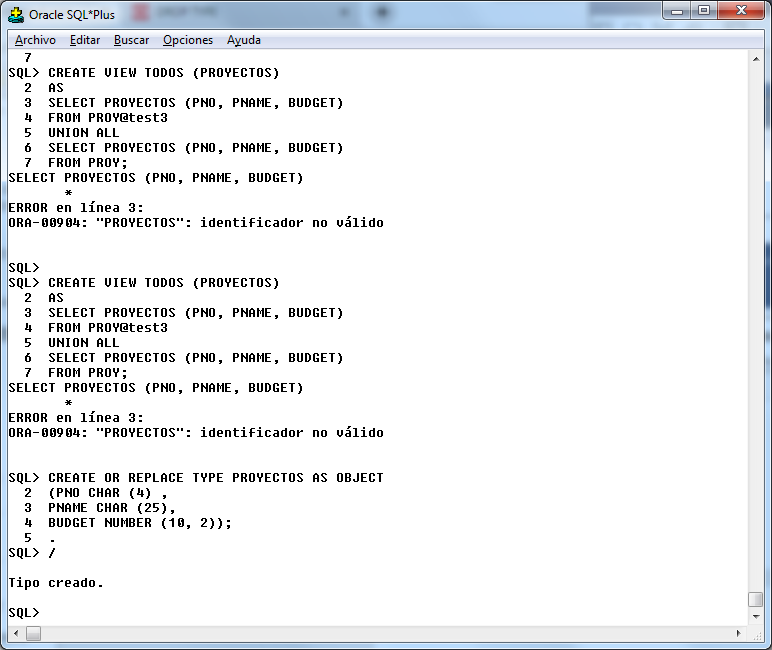 Oracle SQL*Plus
Archivo Editar Buscar Opciones Ayuda
7
SQL> CREATE VIEW TODOS (PROYECTOS)
2 AS
3 SELECT PROYECTOS (PNO, PNAME, BUDGET)
4 FROM PROY@test3
5 UNION ALL
6 SELECT PROYECTOS (PNO, PNAME, BUDGET)
7 FROM PROY;
SELECT PROYECTOS (PNO, PNAME, BUDGET)
*
ERROR en línea 3:
ORA-00904: "PROYECTOS": identificador no válido
SQL>
SQL> CREATE VIEW TODOS (PROYECTOS)
2 AS
3 SELECT PROYECTOS (PNO, PNAME, BUDGET)
4 FROM PROY@test3
5 UNION ALL
6 SELECT PROYECTOS (PNO, PNAME, BUDGET)
7 FROM PROY;
SELECT PROYECTOS (PNO, PNAME, BUDGET)
*
ERROR en línea 3:
ORA-00904: "PROYECTOS": identificador no válido
SQL> CREATE OR REPLACE TYPE PROYECTOS AS OBJECT
2 (PNO CHAR (4) ,
3 PNAME CHAR (25),
4 BUDGET NUMBER (10, 2));
5 .
SQL> /
Tipo creado.
SQL>